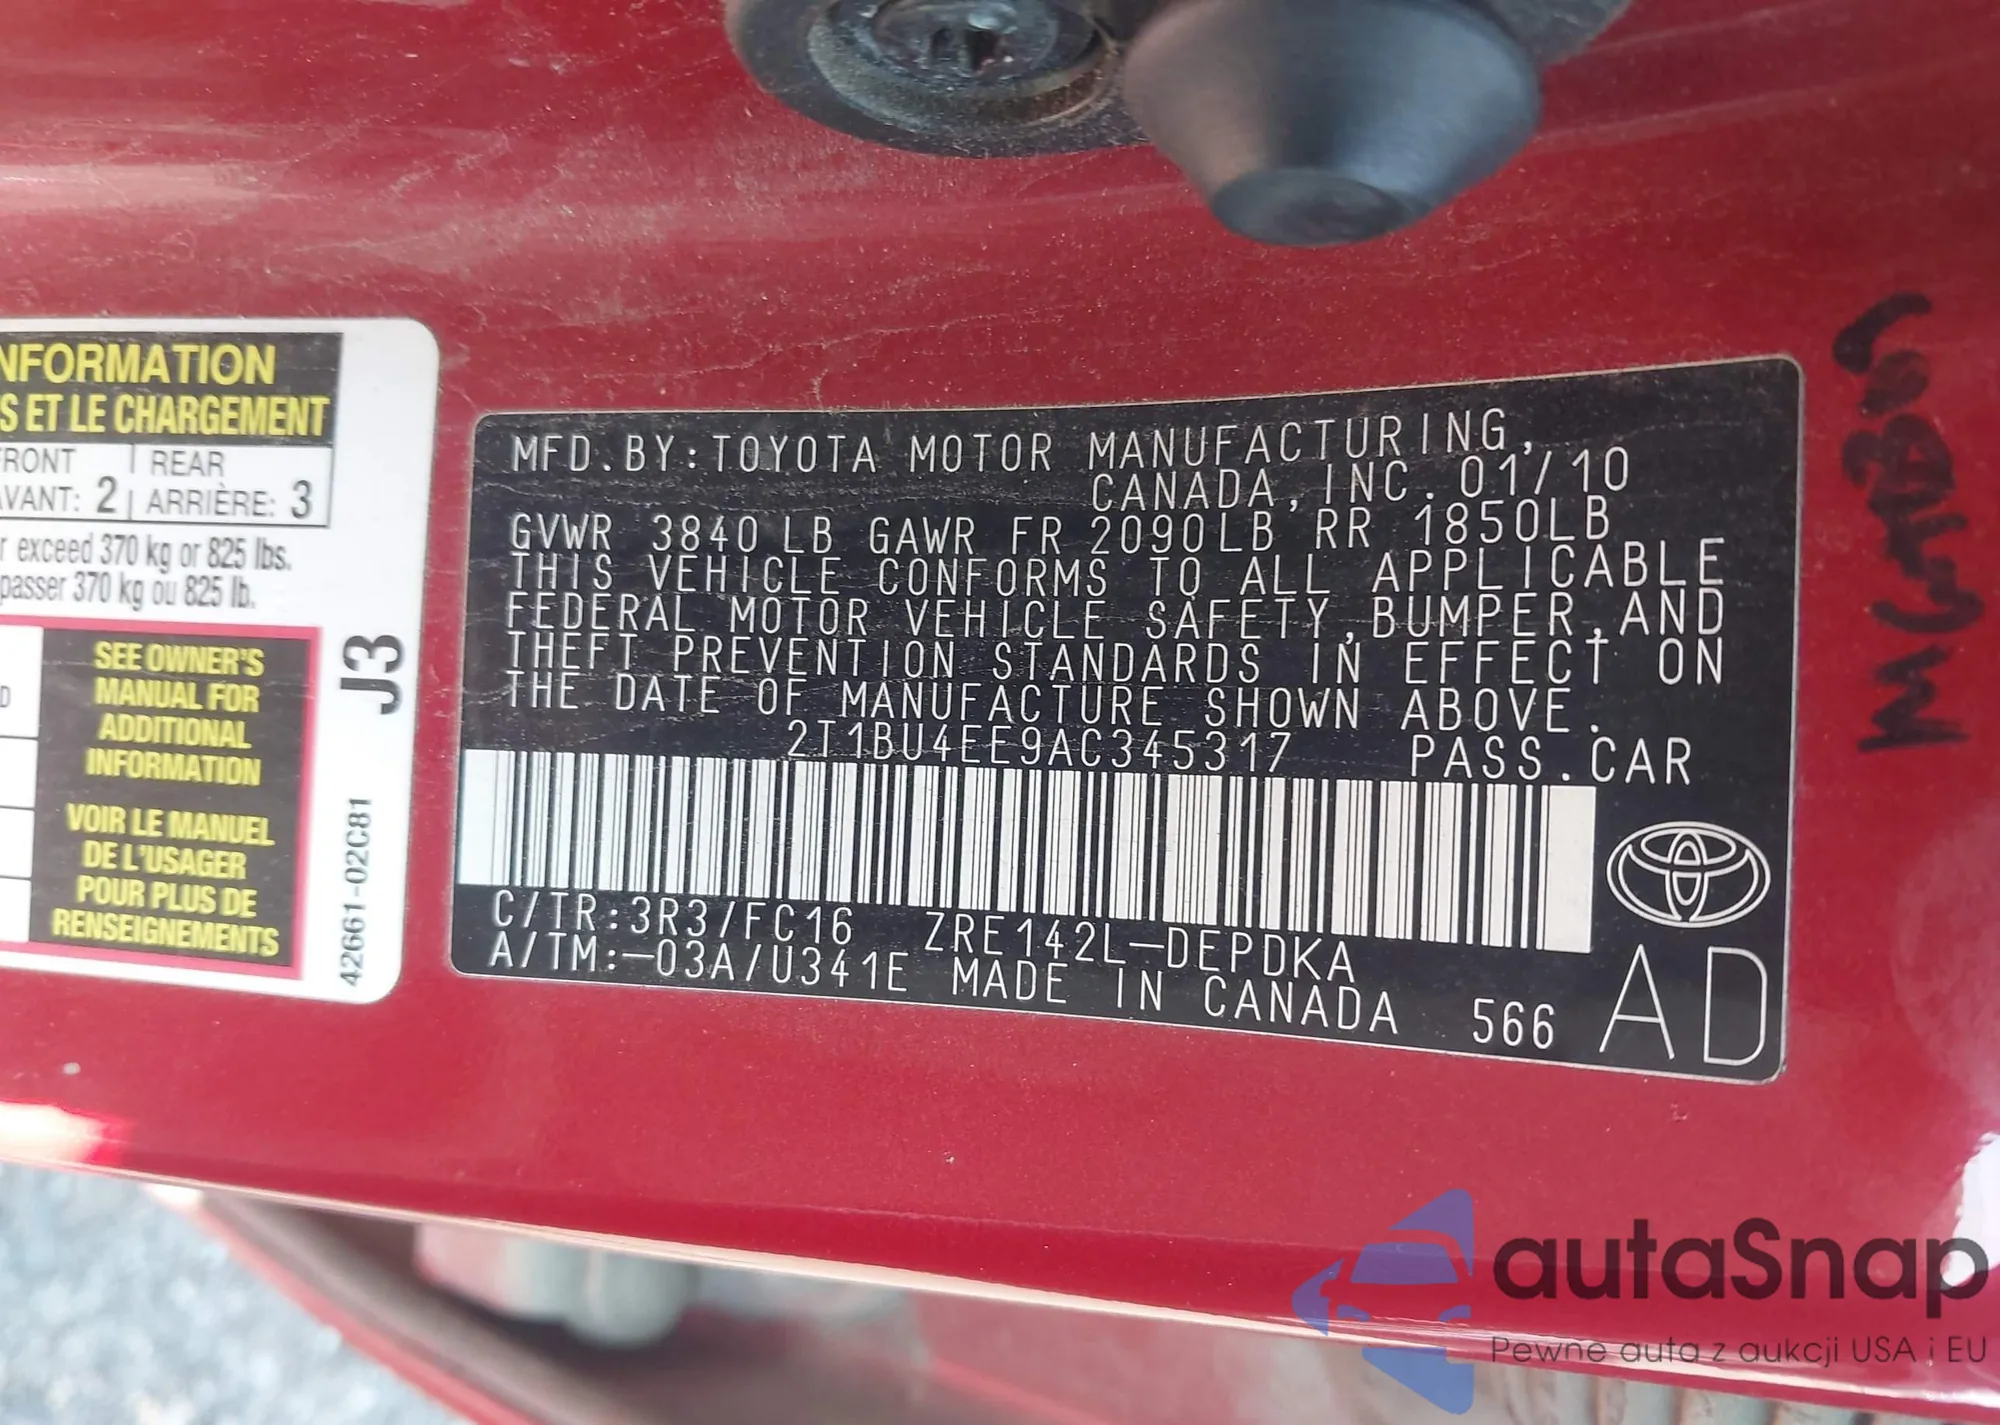 NFORMATION
S ET LE CHARGEMENT
RONT | REAR
AVANT: 2 | ARRIÈRE: 3
r exceed 370 kg or 825 lbs.
passer 370 kg ou 825 lb.
D
SEE OWNER'S
MANUAL FOR
ADDITIONAL
INFORMATION
VOIR LE MANUEL
DE L'USAGER
POUR PLUS DE
RENSEIGNEMENTS
J3
42661-02C81
MFD.BY:TOYOTA MOTOR MANUFACTURING,
CANADA, INC. 01/10
GVWR 3840 LB GAWR FR 2090LB RR 1850LB
THIS VEHICLE CONFORMS TO ALL APPLICABLE
FEDERAL MOTOR VEHICLE SAFETY,BUMPER,AND
THEFT PREVENTION STANDARDS IN EFFECT ON
THE DATE OF MANUFACTURE SHOWN ABOVE.
2T1BU4EE9AC345317 PASS.CAR
C/TR:3R3/FC16 ZRE142L-DEPDKA
A/TM:-03A/U341E MADE IN CANADA 566
AD
autaSnap
Pewne auta z aukcji USA i EU